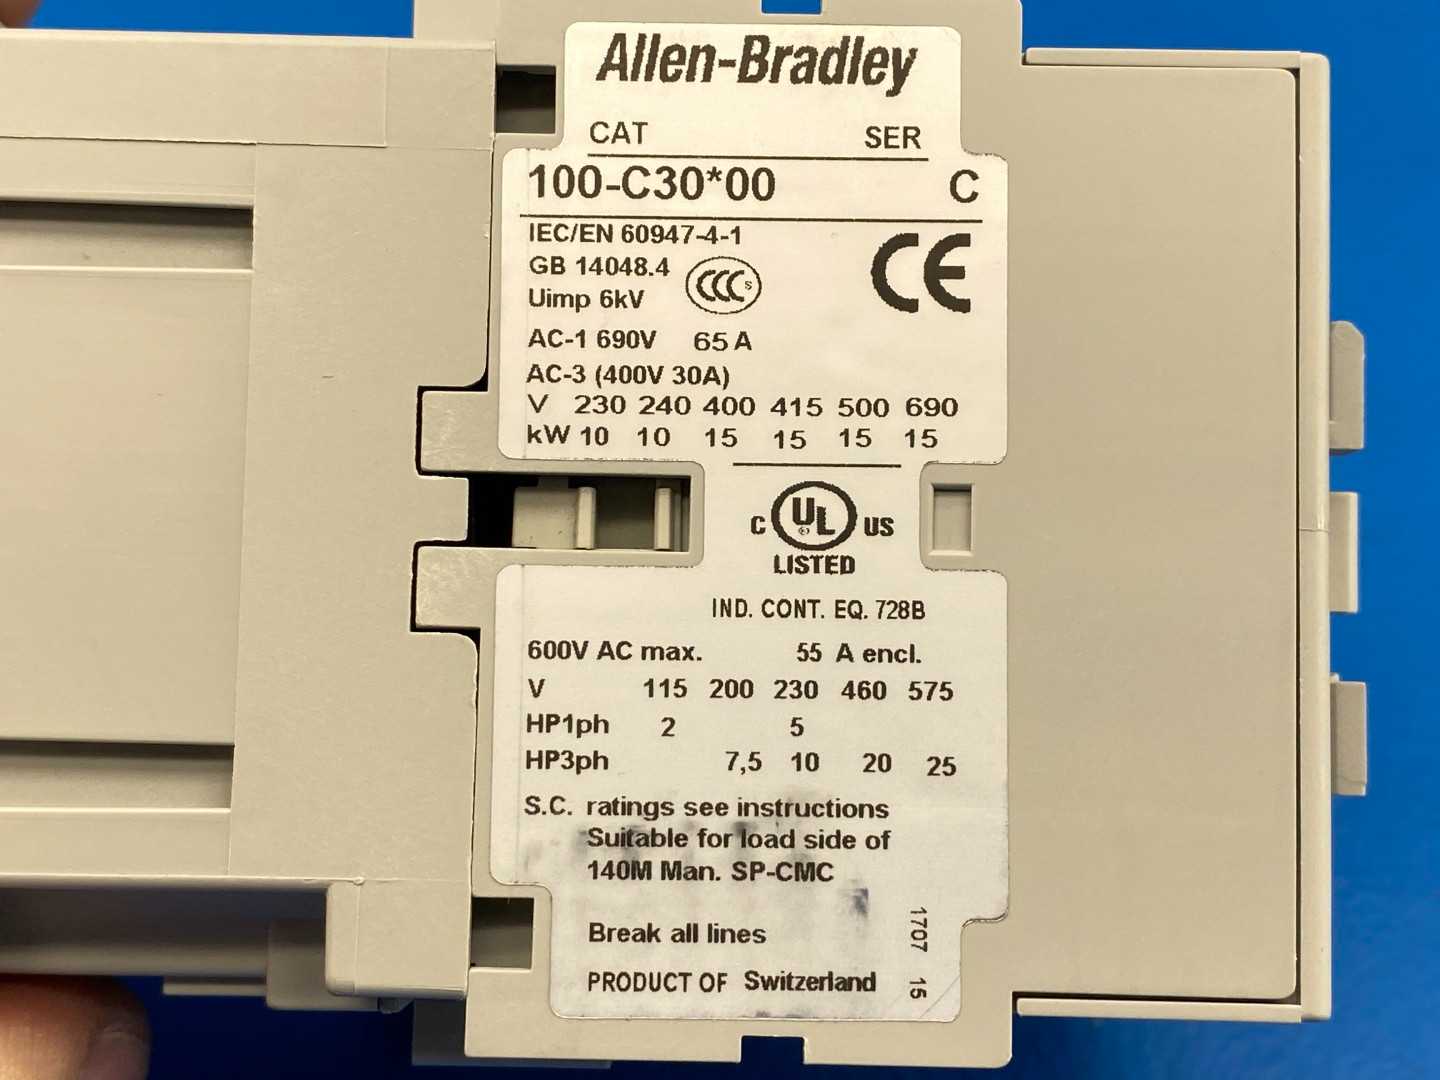 Allen-Bradley
CAT SER
100-C30*00 C
IEC/EN 60947-4-1
GB 14048.4
CCC S
CE
Uimp 6kV
AC-1 690V 65 A
AC-3 (400V 30A)
V 230 240 400 415 500 690
kW 10 10 15 15 15 15
C UL US
LISTED
IND. CONT. EQ. 728B
600V AC max. 55 A encl.
V 115 200 230 460 575
HP1ph 2 5
HP3ph 7,5 10 20 25
S.C. ratings see instructions
Suitable for load side of
140M Man. SP-CMC
Break all lines
PRODUCT OF Switzerland
1707 15